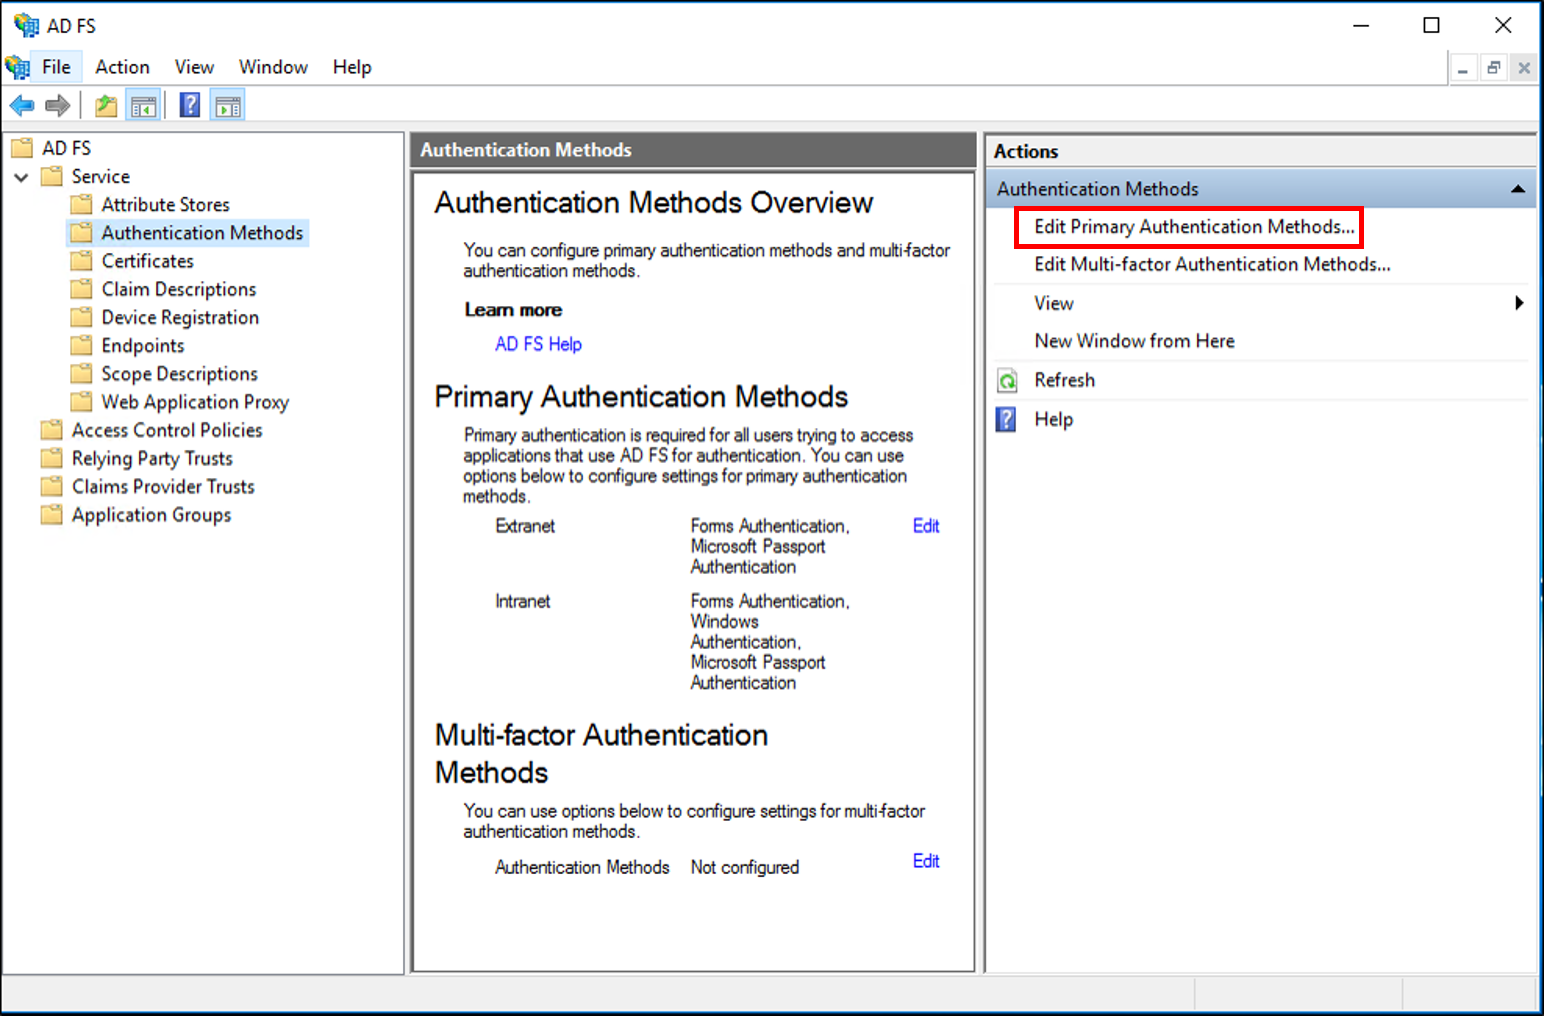 AD FS
File Action View Window Help
AD FS
Service
Attribute Stores
Authentication Methods
Certificates
Claim Descriptions
Device Registration
Endpoints
Scope Descriptions
Web Application Proxy
Access Control Policies
Relying Party Trusts
Claims Provider Trusts
Application Groups
Authentication Methods
Authentication Methods Overview
You can configure primary authentication methods and multi-factor
authentication methods.
Learn more
AD FS Help
Primary Authentication Methods
Primary authentication is required for all users trying to access
applications that use AD FS for authentication. You can use
options below to configure settings for primary authentication
methods.
Extranet Forms Authentication, Edit
Microsoft Passport
Authentication
Intranet Forms Authentication,
Windows
Authentication,
Microsoft Passport
Authentication
Multi-factor Authentication
Methods
You can use options below to configure settings for multi-factor
authentication methods.
Authentication Methods Not configured Edit
Actions
Authentication Methods
Edit Primary Authentication Methods...
Edit Multi-factor Authentication Methods...
View
New Window from Here
Refresh
Help